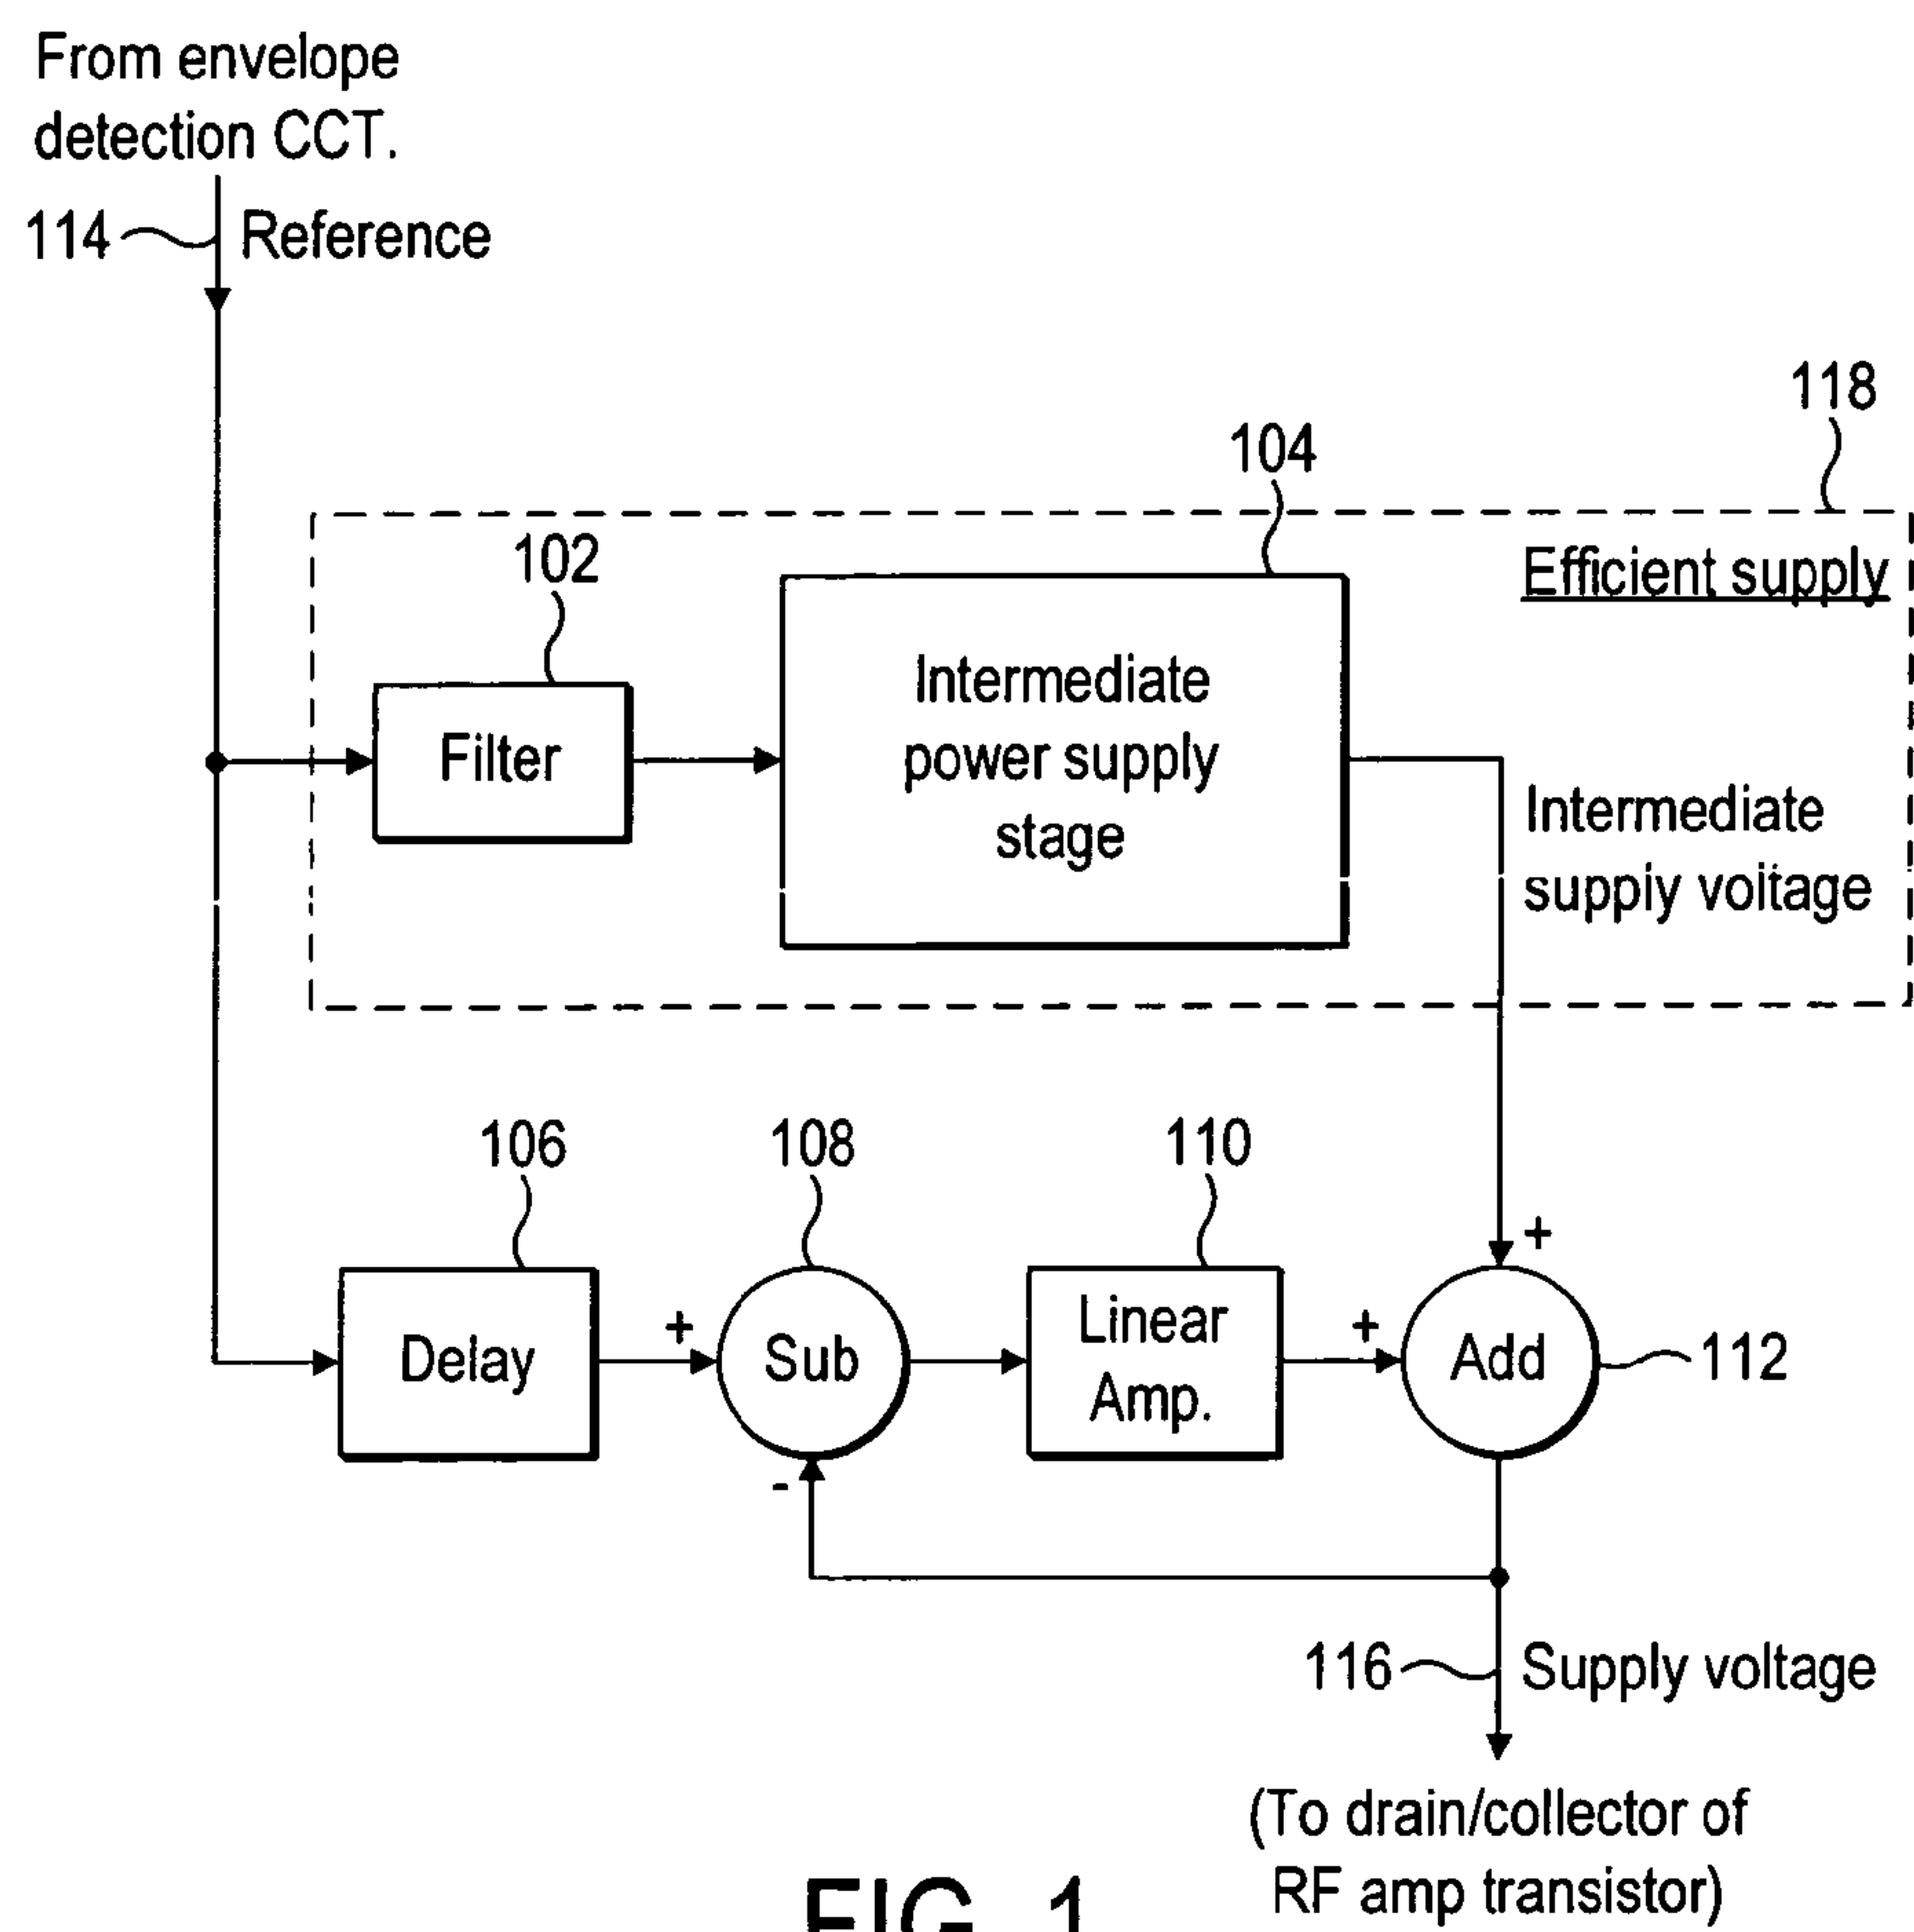 From envelope
detection CCT.
114
Reference
118
104
Efficient supply
102
Intermediate
power supply
stage
Filter
Intermediate
suppiy voltage
106
108
110
+
Delay
+
Sub
Linear
Amp.
+
Add
112
-
116
Supply voltage
(To drain/collector of
RF amp transistor)
FIG. 1